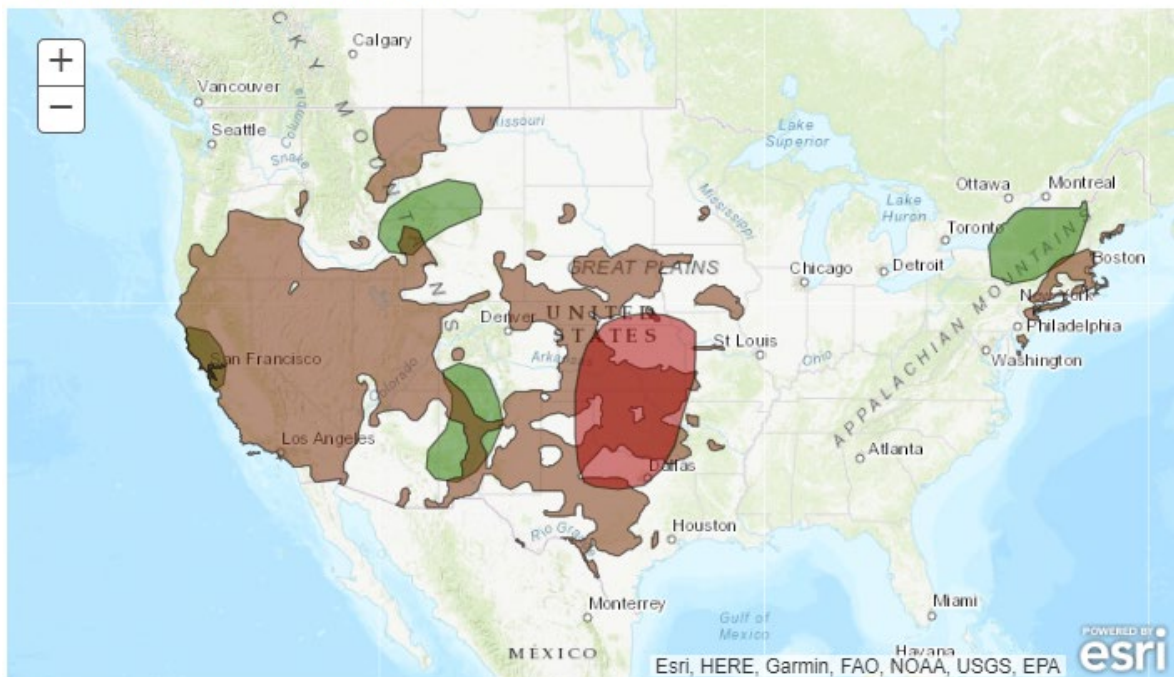 +
−
Calgary
Vancouver
Seattle
Columbia
Snake
CKY MOUNTAINS
Missouri
Lake
Superior
Mississippi
Ottawa
Montreal
Lake
Huron
Toronto
Boston
Chicago
Detroit
GREAT PLAINS
New York
Philadelphia
Denver
UNITED
STATES
St Louis
Washington
San Francisco
Arkansas
Ohio
Colorado
APPALACHIAN MOUNTAINS
Los Angeles
Atlanta
Dallas
Rio Grande
Houston
Monterrey
Gulf of
Mexico
Miami
Havana
MÉXICO
Esri, HERE, Garmin, FAO, NOAA, USGS, EPA
POWERED BY
esri